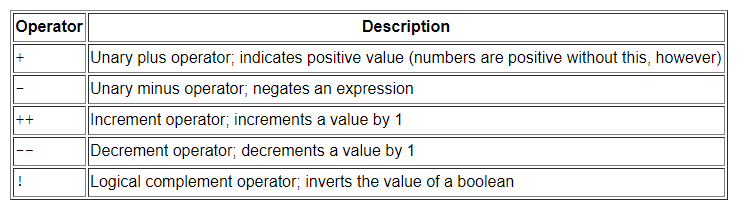 Operator Description
+ Unary plus operator; indicates positive value (numbers are positive without this, however)
- Unary minus operator; negates an expression
++ Increment operator; increments a value by 1
-- Decrement operator; decrements a value by 1
! Logical complement operator; inverts the value of a boolean